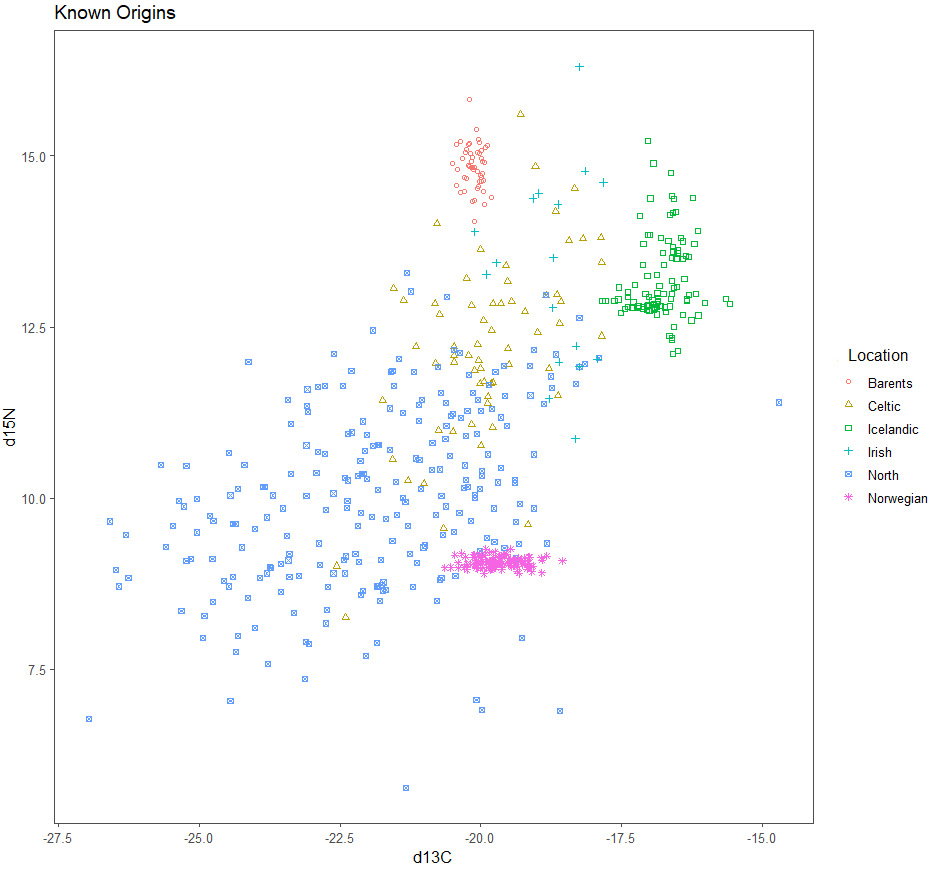 Known Origins
15.0
12.5
10.0
7.5
d15N
-27.5
-25.0
-22.5
-20.0
-17.5
-15.0
d13C
Location
Barents
Celtic
Icelandic
Irish
North
Norwegian